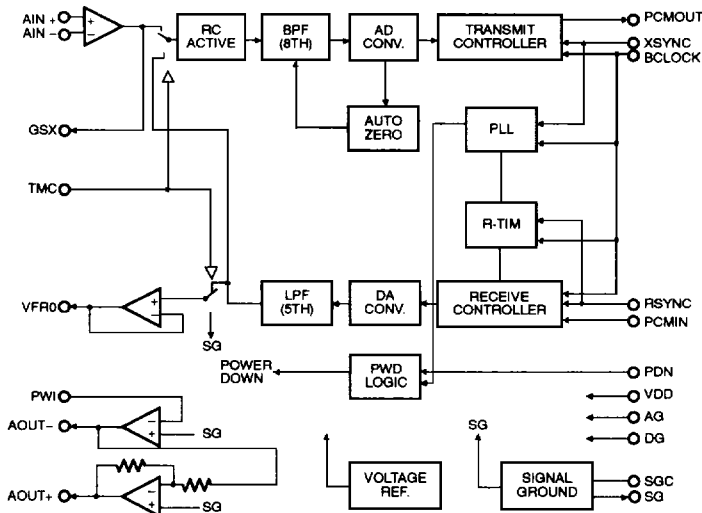 AIN +
AIN −
GSX
TMC
VFR0
PWI
AOUT−
AOUT+
+
−
RC
ACTIVE
BPF
(8TH)
AD
CONV.
TRANSMIT
CONTROLLER
PCMOUT
XSYNC
BCLOCK
AUTO
ZERO
PLL
R-TIM
+
−
SG
LPF
(5TH)
DA
CONV.
RECEIVE
CONTROLLER
RSYNC
PCMIN
POWER
DOWN
PWD
LOGIC
PDN
VDD
AG
DG
−
+
SG
−
+
SG
VOLTAGE
REF.
SG
SIGNAL
GROUND
SGC
SG